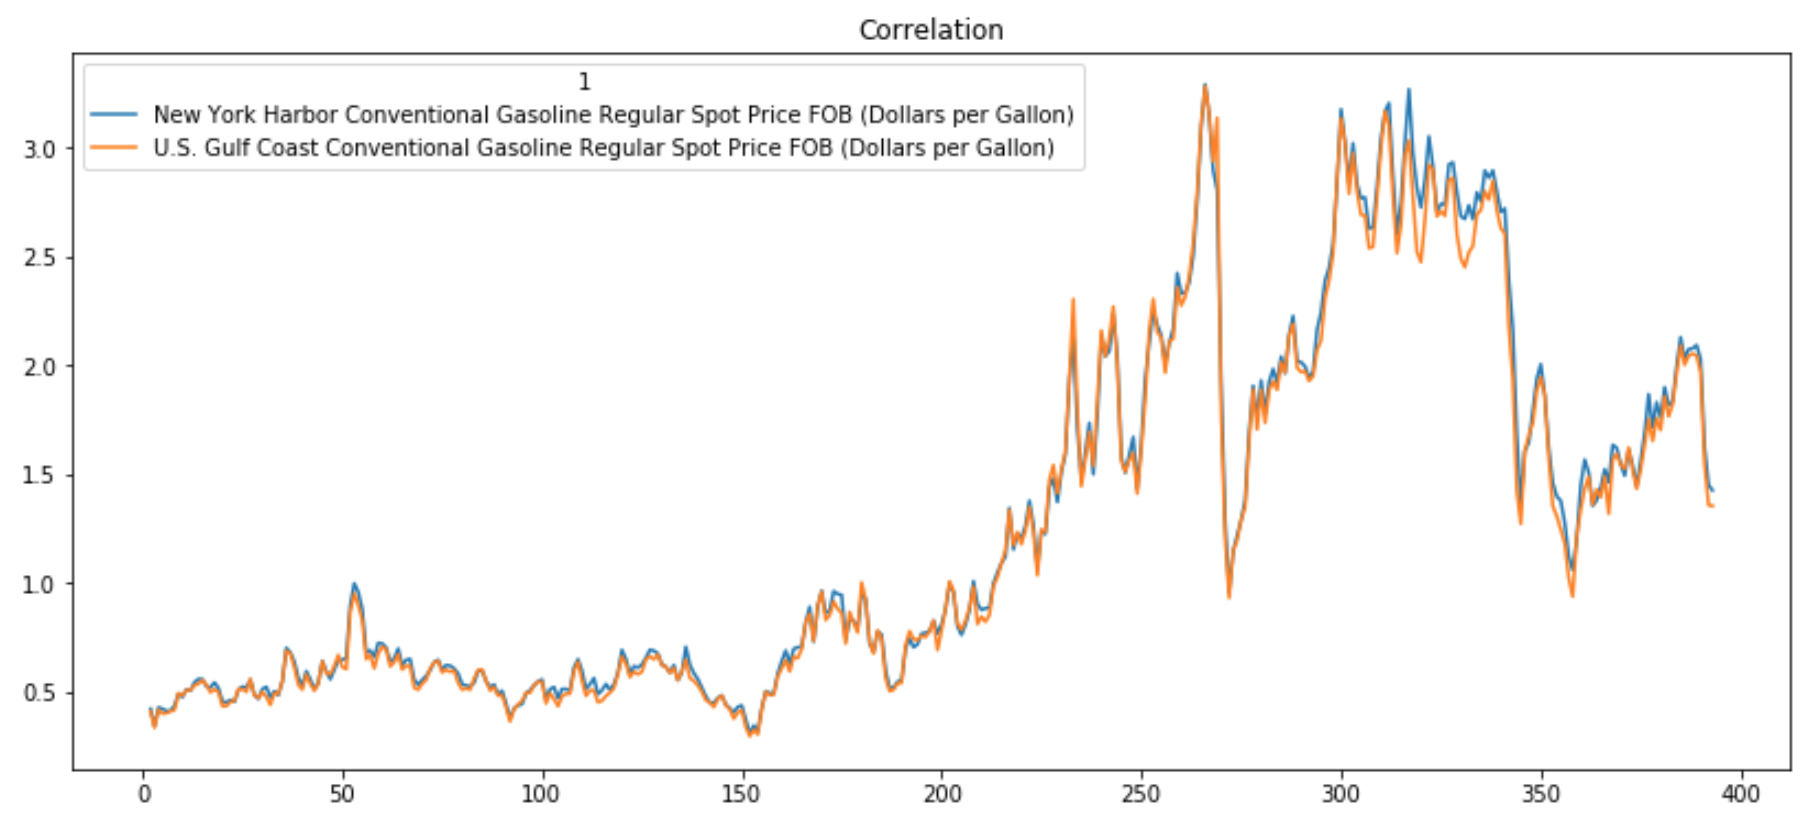 Correlation
1
New York Harbor Conventional Gasoline Regular Spot Price FOB (Dollars per Gallon)
U.S. Gulf Coast Conventional Gasoline Regular Spot Price FOB (Dollars per Gallon)
3.0
2.5
2.0
1.5
1.0
0.5
0 50 100 150 200 250 300 350 400